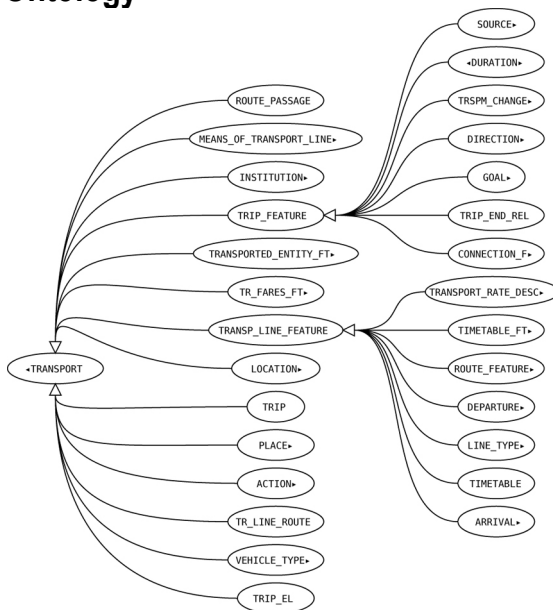 Ontology
SOURCE▸
◂DURATION▸
TRSPM_CHANGE▸
DIRECTION▸
GOAL▸
TRIP_END_REL
CONNECTION_F▸
ROUTE_PASSAGE
MEANS_OF_TRANSPORT_LINE▸
INSTITUTION▸
TRIP_FEATURE
TRANSPORTED_ENTITY_FT▸
TR_FARES_FT▸
TRANSP_LINE_FEATURE
LOCATION▸
TRIP
PLACE▸
ACTION▸
TR_LINE_ROUTE
VEHICLE_TYPE▸
TRIP_EL
◂TRANSPORT
TRANSPORT_RATE_DESC▸
TIMETABLE_FT▸
ROUTE_FEATURE▸
DEPARTURE▸
LINE_TYPE▸
TIMETABLE
ARRIVAL▸